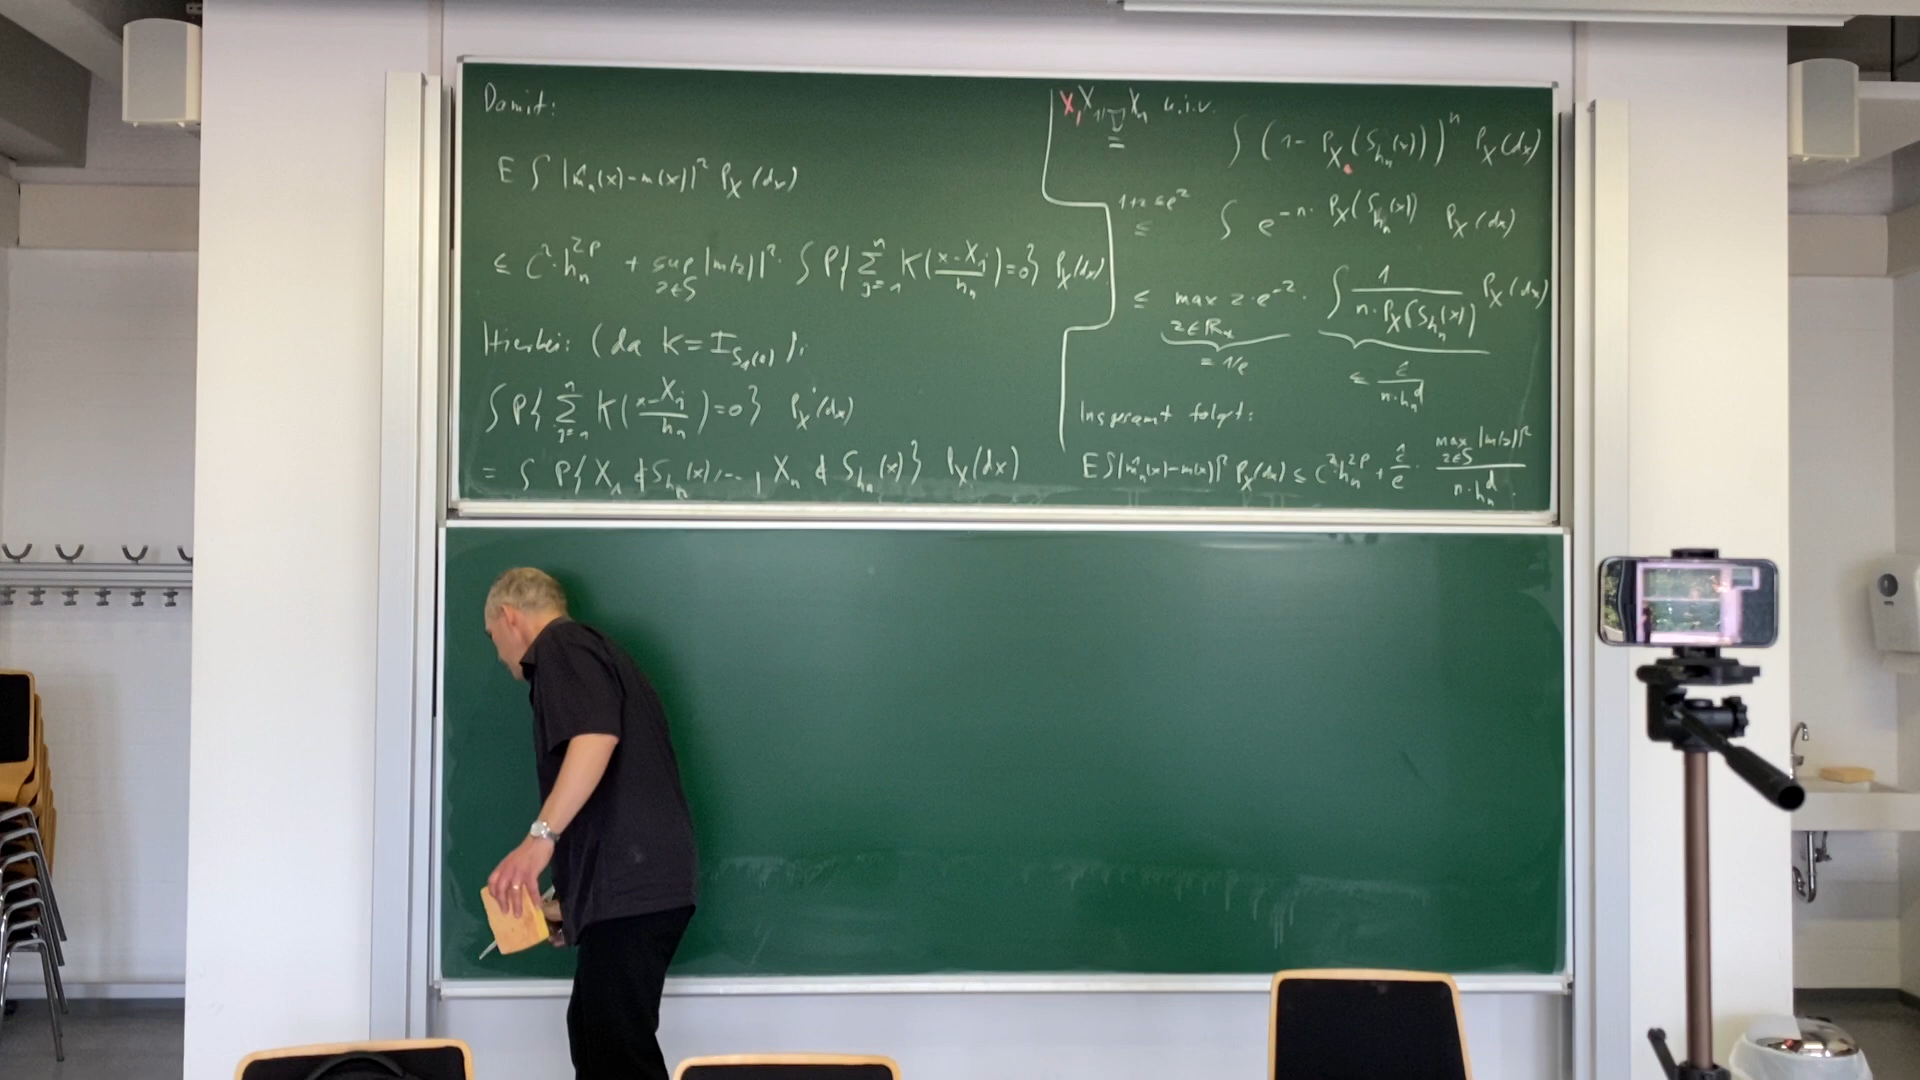 Damit:
E ∫ |m̂_n(x)-m(x)|² P_X(dx)
≤ C²·h_n^{2p} + sup_{z∈S} |m(z)|² · ∫ P{ Σ_{j=1}^n K((x-X_j)/h_n)=0} P_X(dx)
Hierbei: (da K = I_{S_1(0)}):
∫ P{ Σ_{j=1}^n K((x-X_j)/h_n)=0} P_X(dx)
= ∫ P{X_1 ∉ S_{h_n}(x), ..., X_n ∉ S_{h_n}(x)} P_X(dx)
X, X_1, ..., X_n u.i.v.
= ∫ (1 - P_X(S_{h_n}(x)))^n P_X(dx)
1+z ≤ e^z
≤ ∫ e^{-n·P_X(S_{h_n}(x))} P_X(dx)
≤ max_{z∈ℝ_+} z·e^{-z} · ∫ 1/(n·P_X(S_{h_n}(x))) P_X(dx)
= 1/e
≤ ĉ/(n·h_n^d)
Insgesamt folgt:
E∫|m̂_n(x)-m(x)|² P_X(dx) ≤ C²·h_n^{2p} + ĉ/e · max_{z∈S} |m(z)|²/(n·h_n^d).